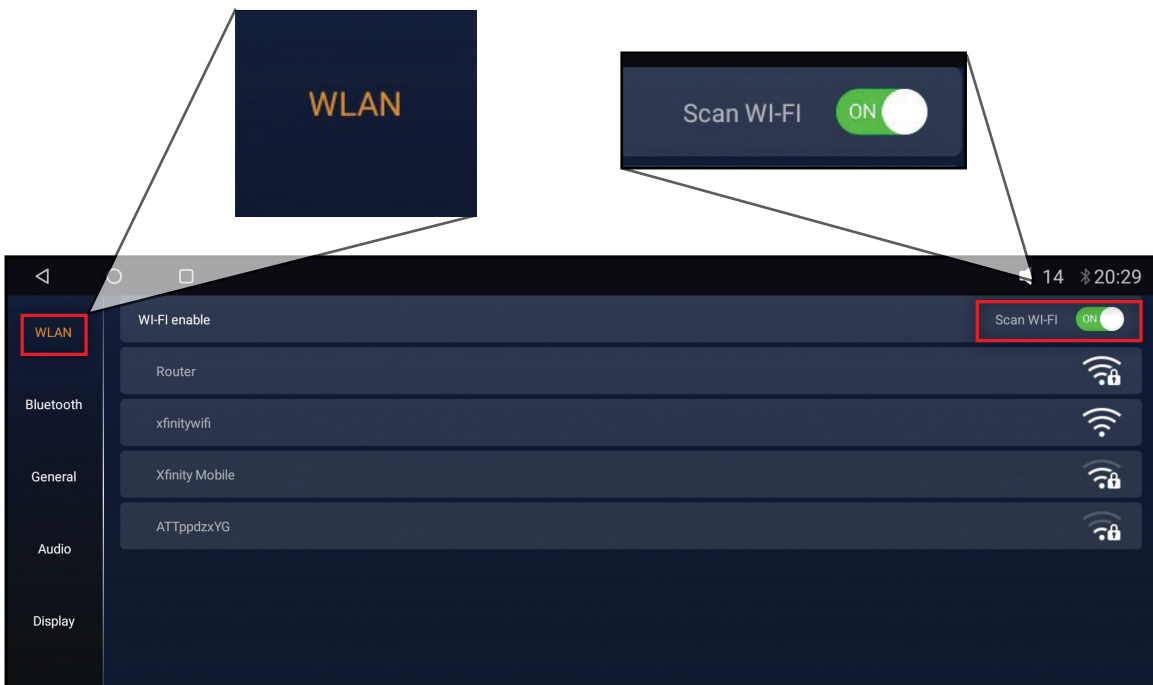 WLAN
Scan WI-FI ON
14 20:29
WLAN
WI-FI enable
Scan WI-FI ON
Router
Bluetooth
xfinitywifi
General
Xfinity Mobile
ATTppdzxYG
Audio
Display